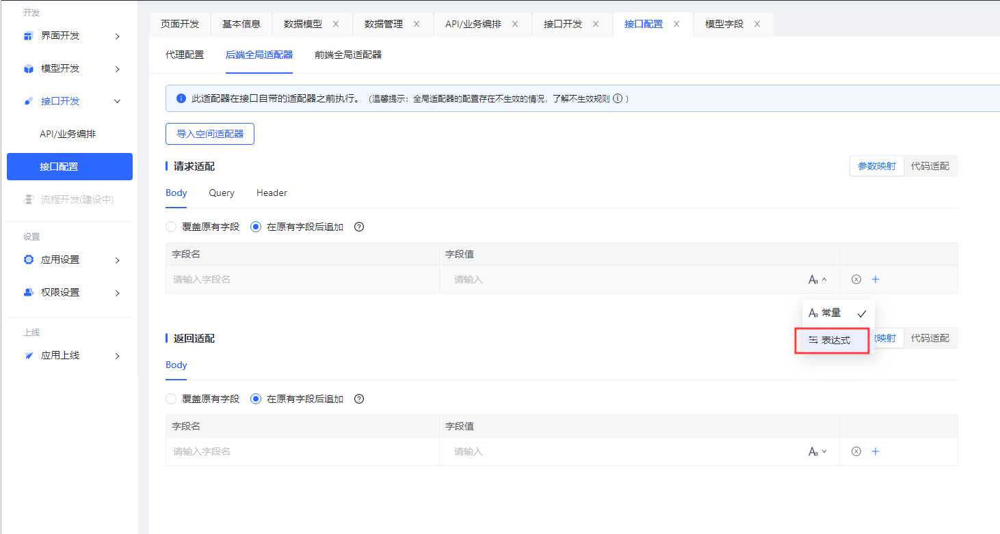 开发
界面开发
模型开发
接口开发
API/业务编排
接口配置
流程开发(建设中)
设置
应用设置
权限设置
上线
应用上线
页面开发 基本信息 数据模型 数据管理 API/业务编排 接口开发 接口配置 模型字段
代理配置 后端全局适配器 前端全局适配器
此适配器在接口自带的适配器之前执行。（温馨提示：全局适配器的配置存在不生效的情况，了解不生效规则 ）
导入空间适配器
请求适配 参数映射 代码适配
Body Query Header
覆盖原有字段 在原有字段后追加
字段名 字段值
请输入字段名 请输入
常量
表达式
返回适配 数映射 代码适配
Body
覆盖原有字段 在原有字段后追加
字段名 字段值
请输入字段名 请输入